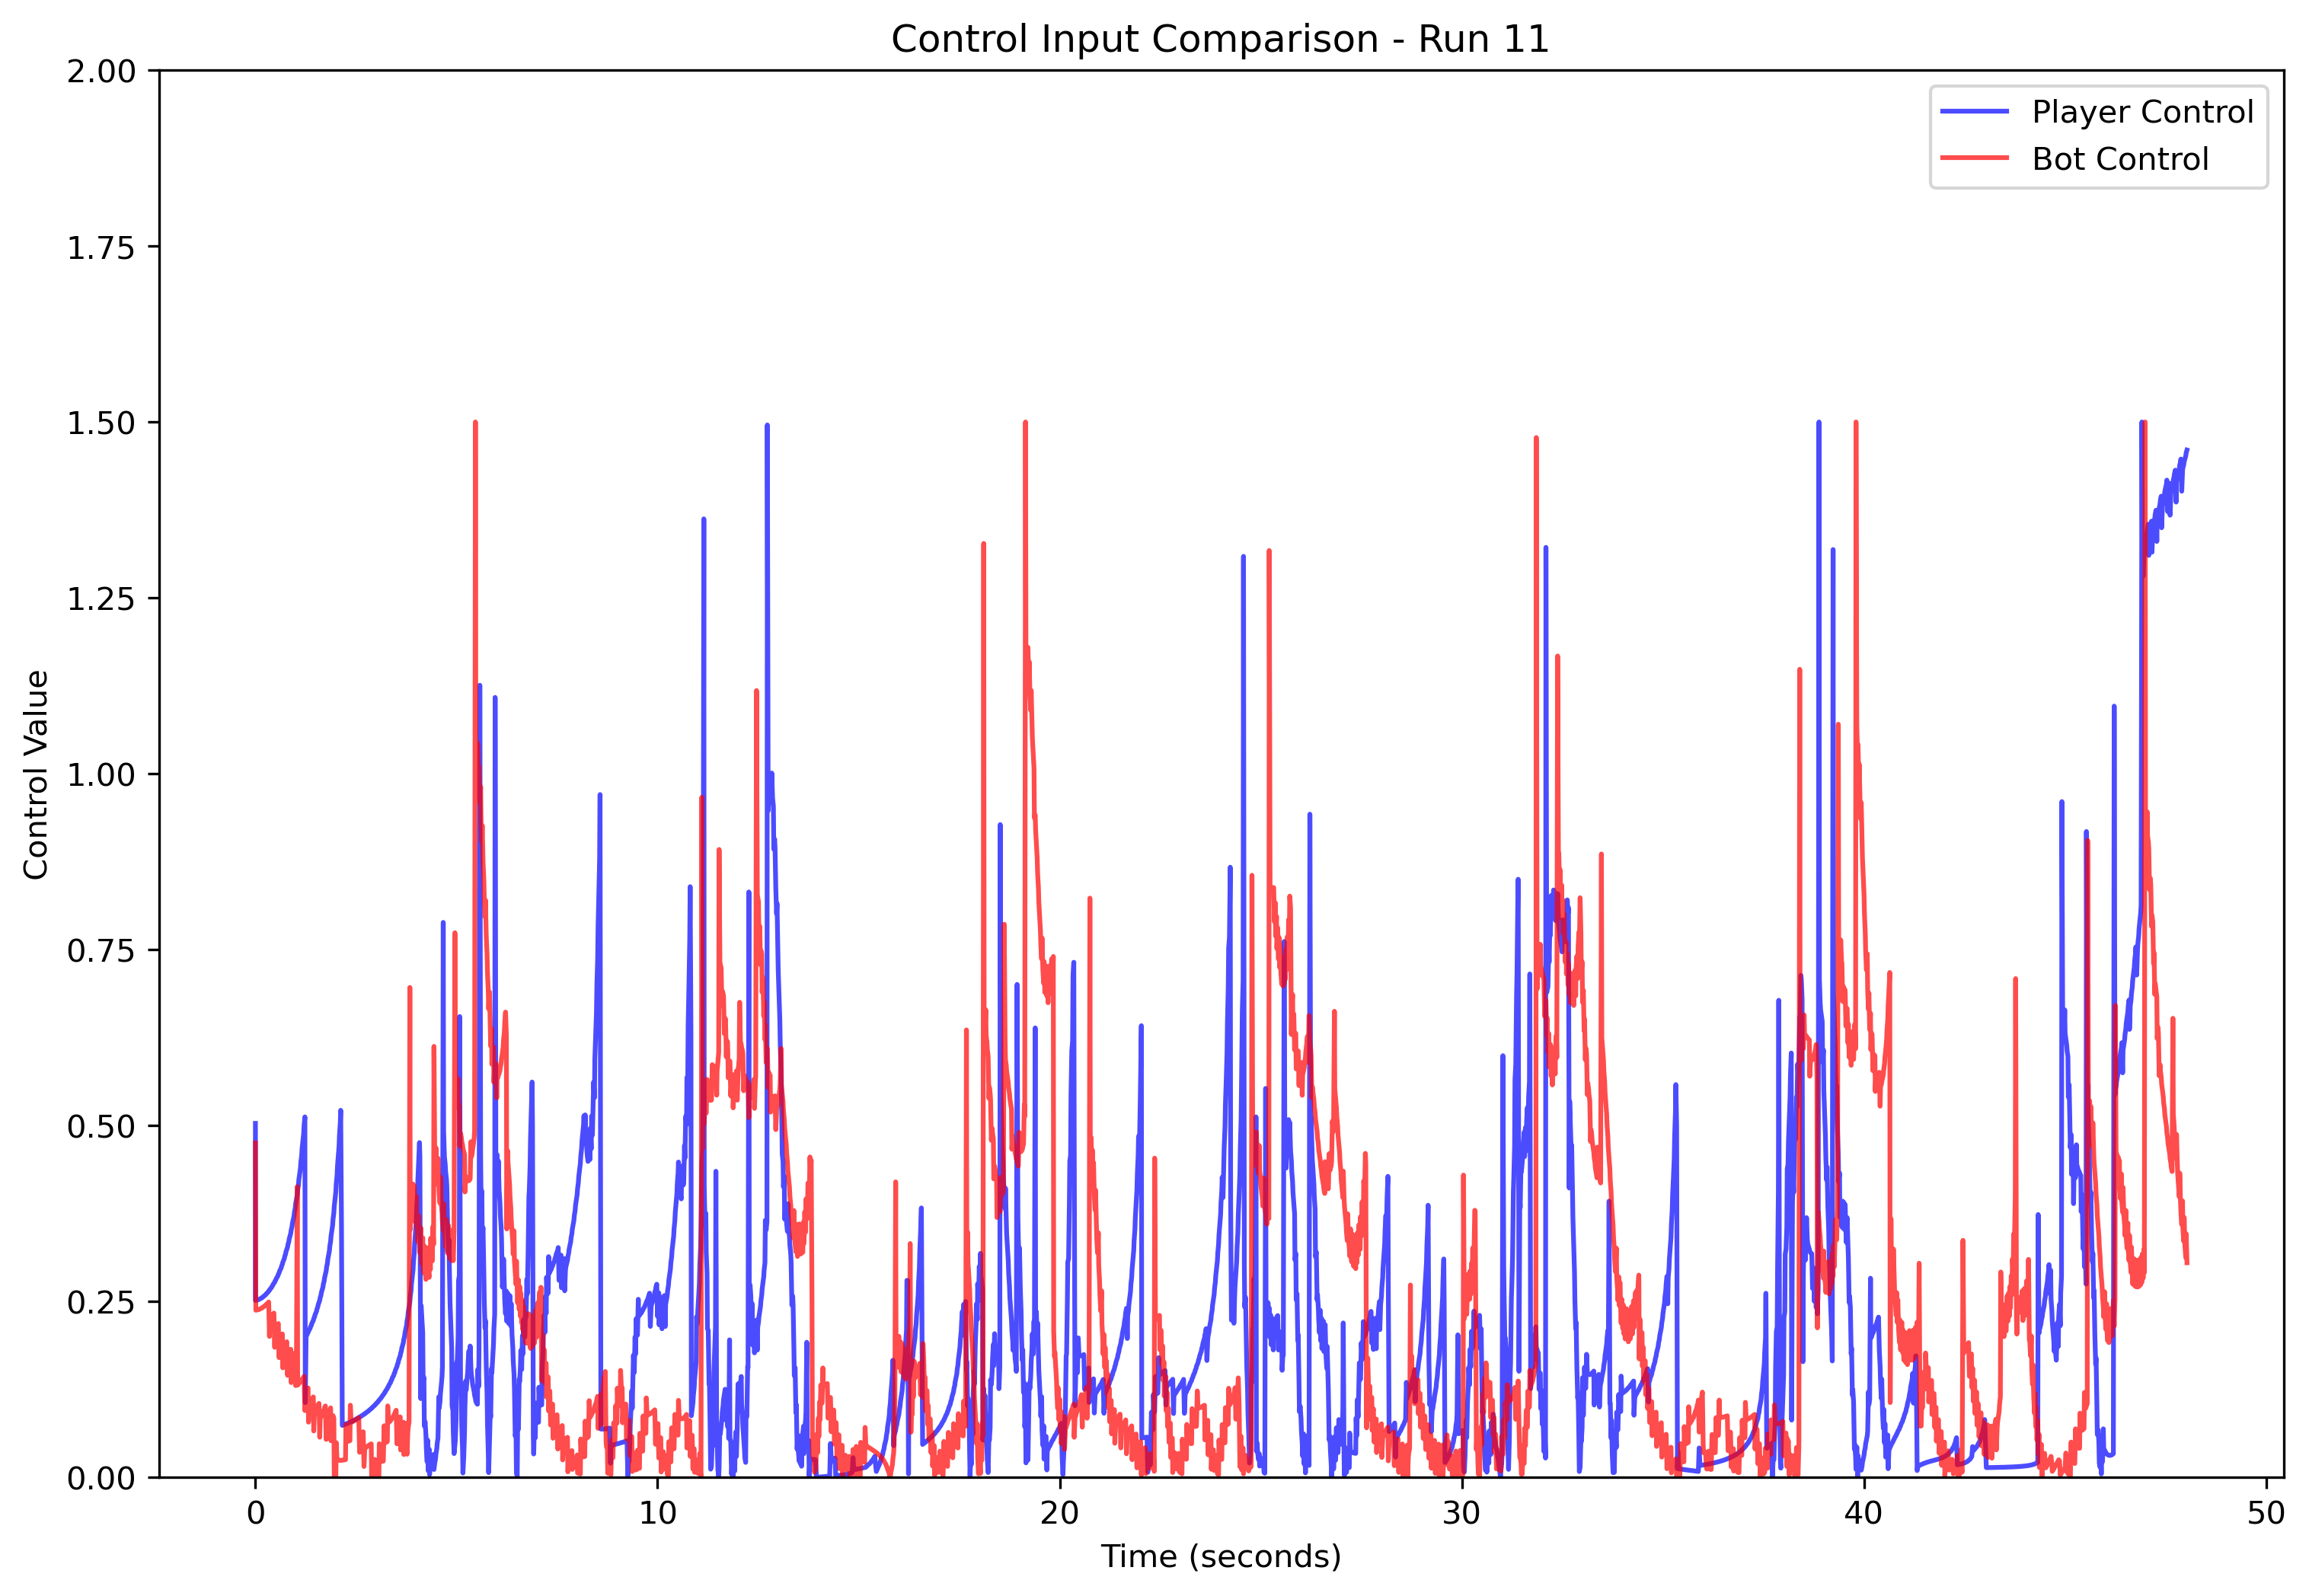 Control Input Comparison - Run 11
2.00
1.75
1.50
1.25
1.00
0.75
0.50
0.25
0.00
Control Value
Player Control
Bot Control
0 10 20 30 40 50
Time (seconds)